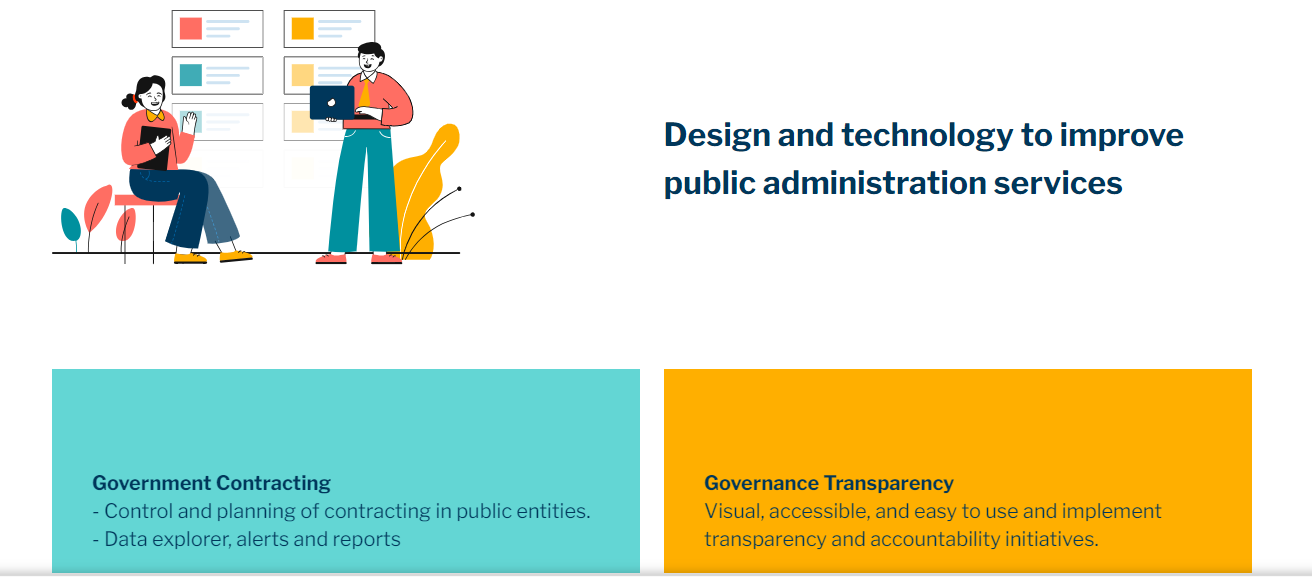 Design and technology to improve
public administration services
Government Contracting
- Control and planning of contracting in public entities.
- Data explorer, alerts and reports
Governance Transparency
Visual, accessible, and easy to use and implement
transparency and accountability initiatives.